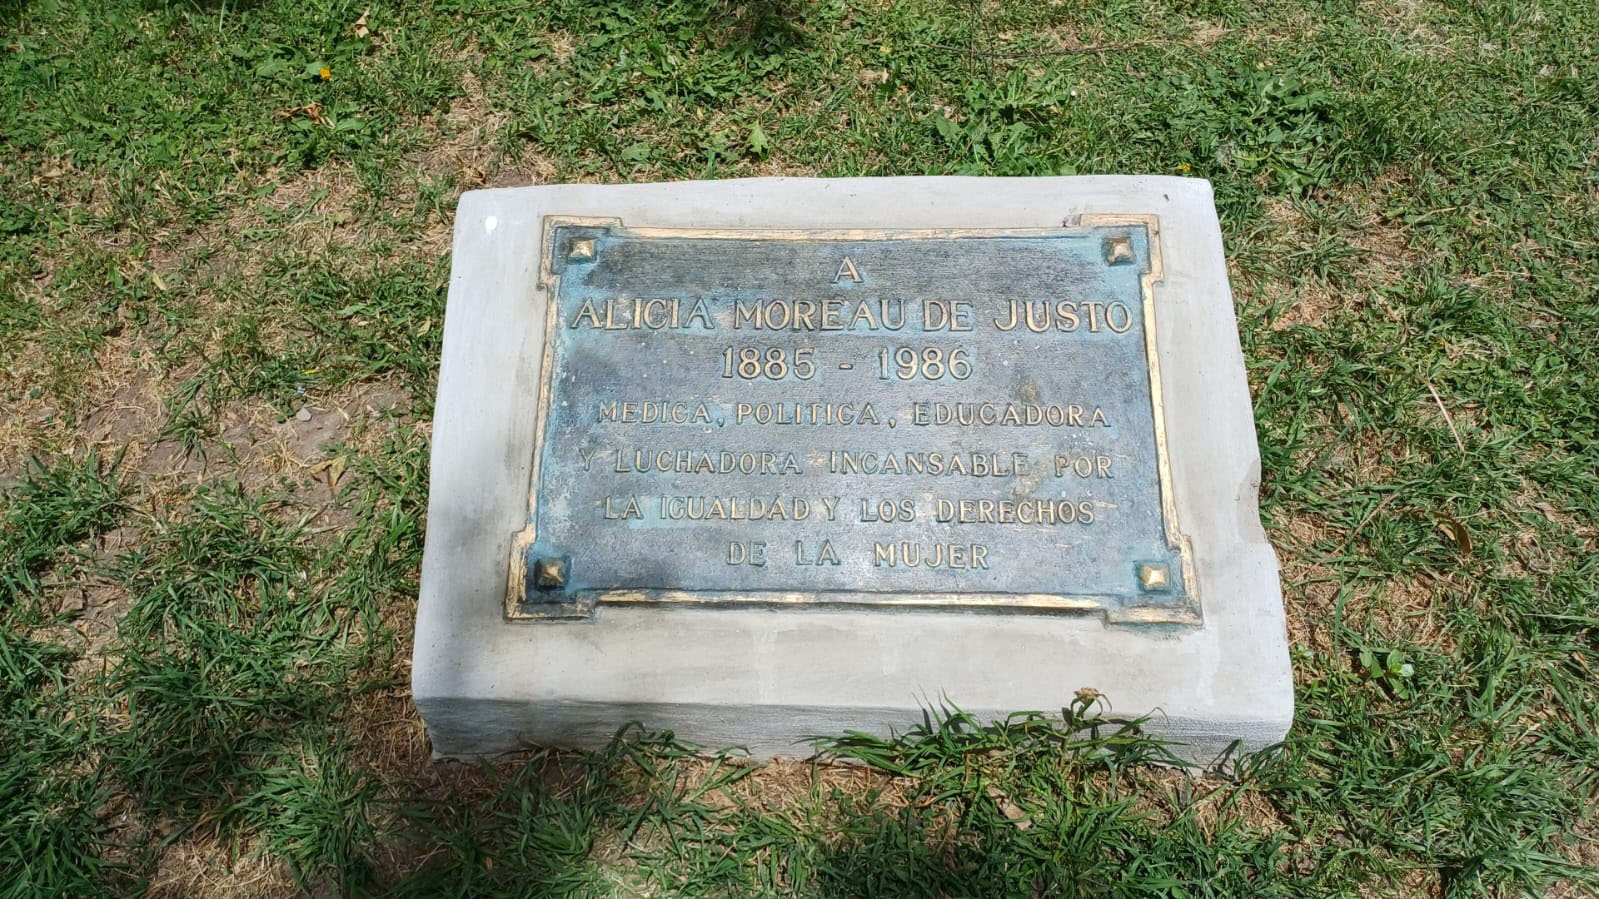 A
ALICIA MOREAU DE JUSTO
1885 - 1986
MEDICA, POLITICA, EDUCADORA
Y LUCHADORA INCANSABLE POR
LA IGUALDAD Y LOS DERECHOS
DE LA MUJER